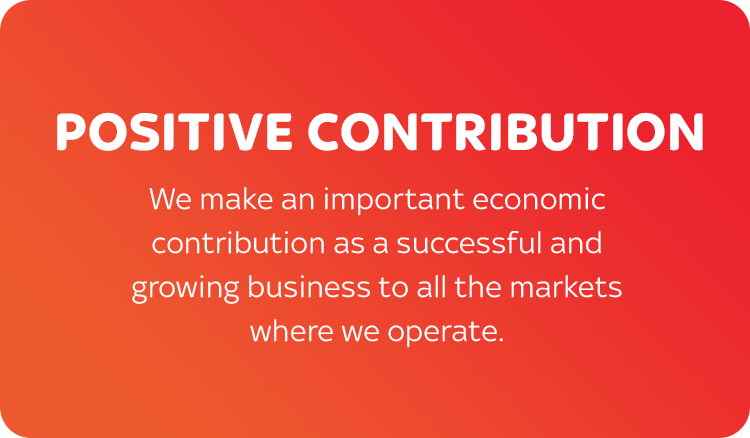 POSITIVE CONTRIBUTION
We make an important economic
contribution as a successful and
growing business to all the markets
where we operate.